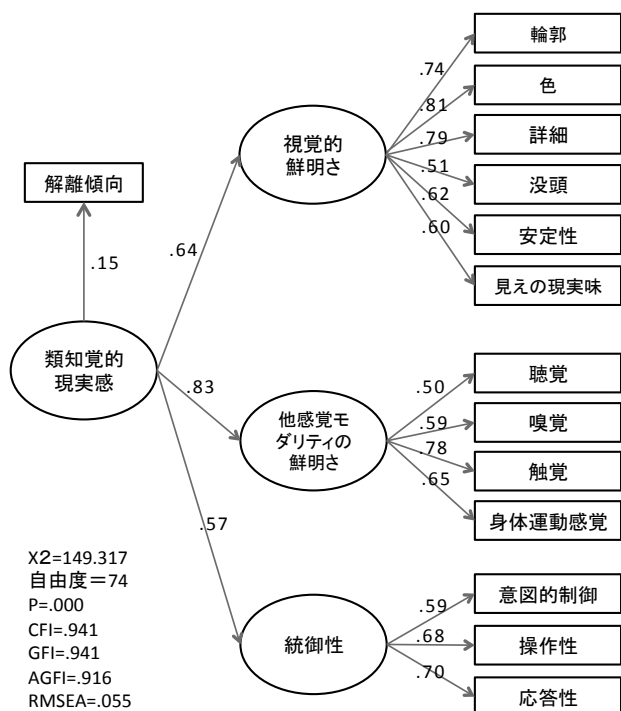 輪郭
.74
色
.81
詳細
.79
視覚的
鮮明さ
.51
没頭
.62
安定性
.60
見えの現実味
解離傾向
.15
.64
類知覚的
現実感
.83
他感覚モ
ダリティの
鮮明さ
.50
聴覚
.59
嗅覚
.78
触覚
.65
身体運動感覚
.57
統御性
.59
意図的制御
.68
操作性
.70
応答性
X2=149.317
自由度=74
P=.000
CFI=.941
GFI=.941
AGFI=.916
RMSEA=.055